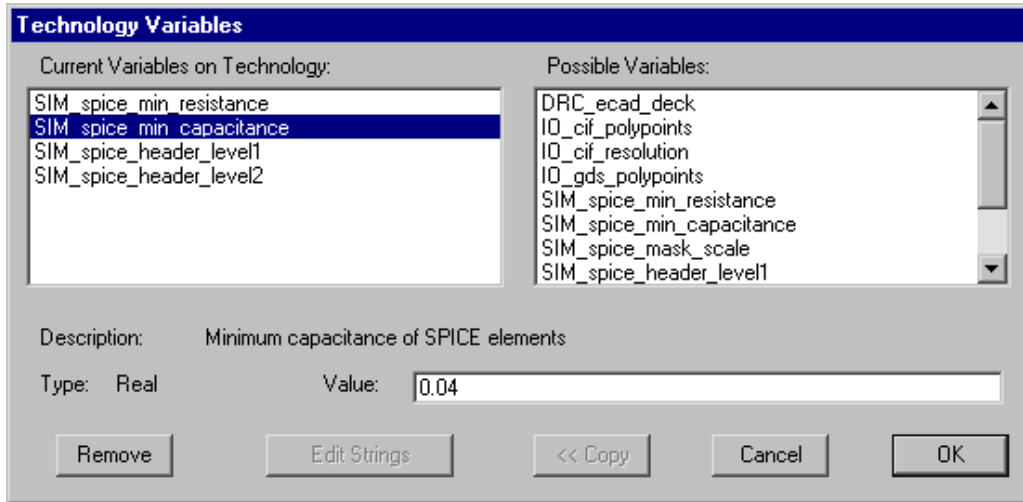 Technology Variables
Current Variables on Technology:
SIM_spice_min_resistance
SIM_spice_min_capacitance
SIM_spice_header_level1
SIM_spice_header_level2
Possible Variables:
DRC_ecad_deck
IO_cif_polypoints
IO_cif_resolution
IO_gds_polypoints
SIM_spice_min_resistance
SIM_spice_min_capacitance
SIM_spice_mask_scale
SIM_spice_header_level1
Description: Minimum capacitance of SPICE elements
Type: Real Value: 0.04
Remove Edit Strings << Copy Cancel OK